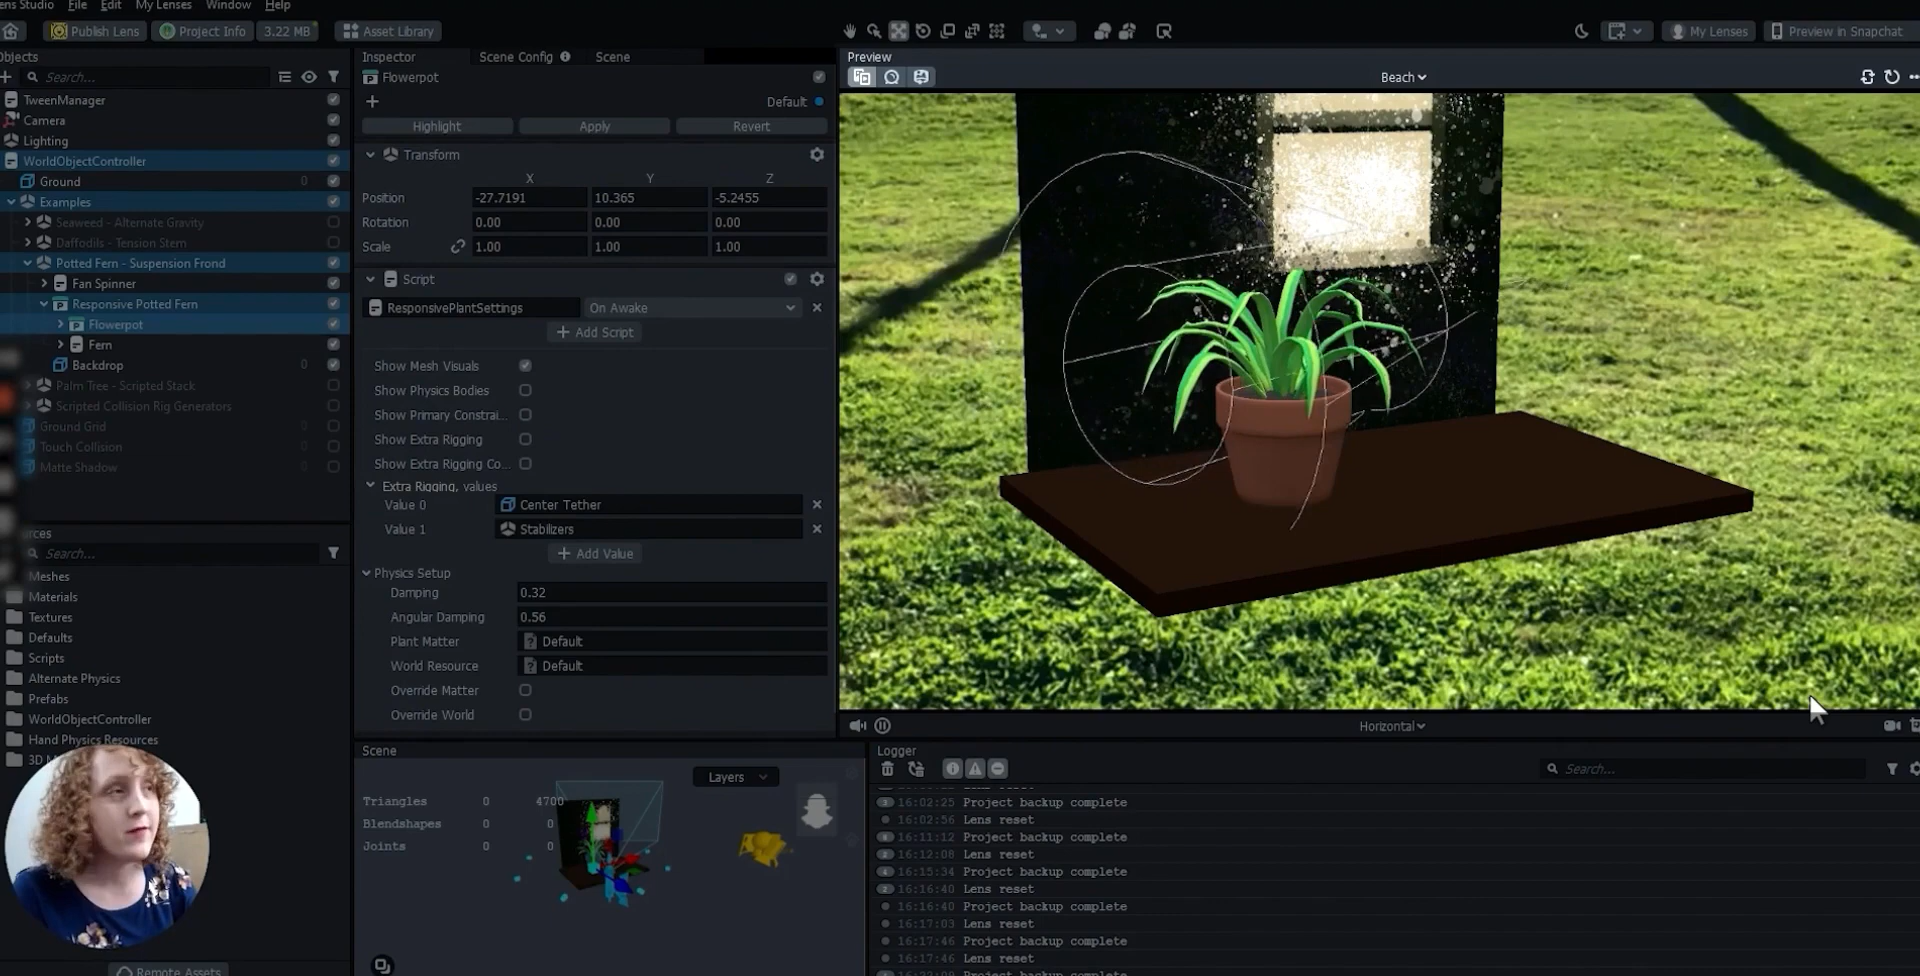 ens Studio File Edit My Lenses Window Help
Publish Lens Project Info 3.22 MB Asset Library My Lenses Preview in Snapchat
Objects
Search...
TweenManager
Camera
Lighting
WorldObjectController
Ground 0
Examples
Seaweed - Alternate Gravity
Daffodils - Tension Stem
Potted Fern - Suspension Frond
Fan Spinner
Responsive Potted Fern
Flowerpot
Fern
Backdrop 0
Palm Tree - Scripted Stack
Scripted Collision Rig Generators
Ground Grid 0
Touch Collision 0
Matte Shadow 0
urces
Search...
Meshes
Materials
Textures
Defaults
Scripts
Alternate Physics
Prefabs
WorldObjectController
Hand Physics Resources
3D M
Remote Assets
Inspector Scene Config Scene
Flowerpot
Default
Highlight Apply Revert
Transform
X Y Z
Position -27.7191 10.365 -5.2455
Rotation 0.00 0.00 0.00
Scale 1.00 1.00 1.00
Script
ResponsivePlantSettings On Awake
+ Add Script
Show Mesh Visuals
Show Physics Bodies
Show Primary Constrai...
Show Extra Rigging
Show Extra Rigging Co...
Extra Rigging, values
Value 0 Center Tether
Value 1 Stabilizers
+ Add Value
Physics Setup
Damping 0.32
Angular Damping 0.56
Plant Matter Default
World Resource Default
Override Matter
Override World
Preview
Beach
Horizontal
Scene
Layers
Triangles 0 4700
Blendshapes 0 0
Joints 0 0
Logger
Search...
16:02:25 Project backup complete
16:02:56 Lens reset
16:11:12 Project backup complete
16:12:08 Lens reset
16:15:34 Project backup complete
16:16:40 Lens reset
16:16:40 Project backup complete
16:17:03 Lens reset
16:17:46 Project backup complete
16:17:46 Lens reset
Project backup complete